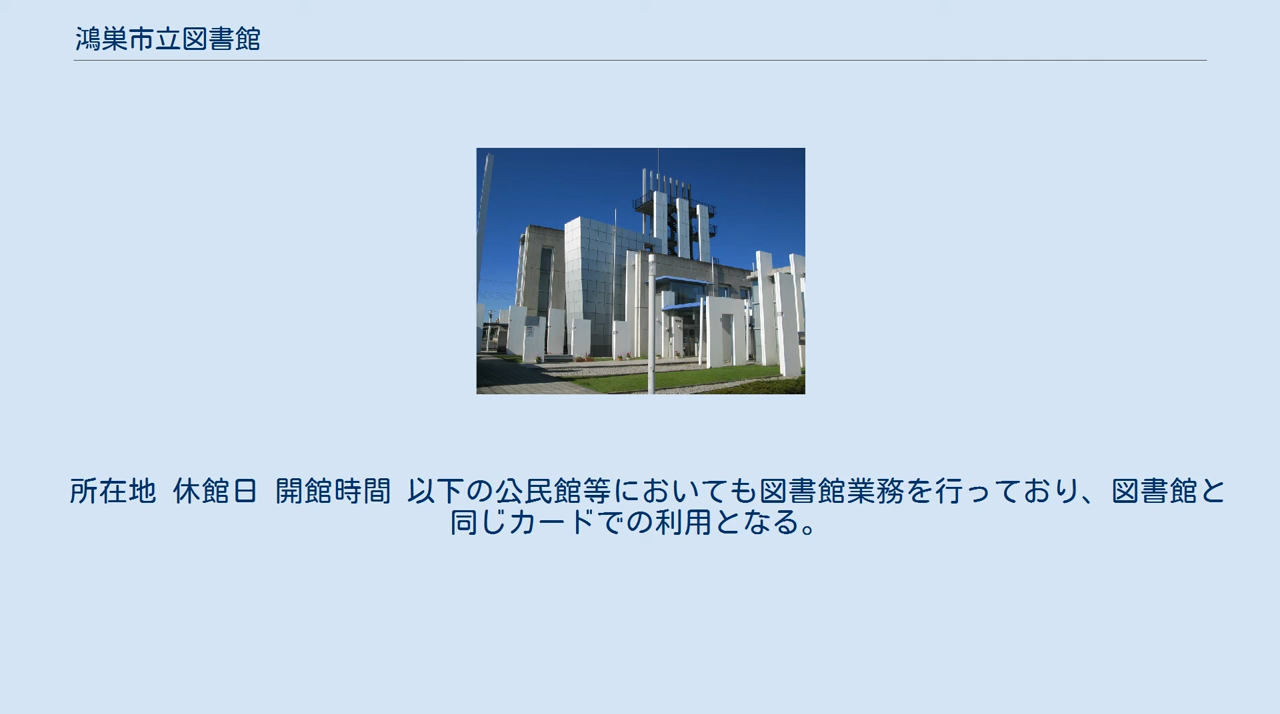 鴻巣市立図書館
所在地 休館日 開館時間 以下の公民館等においても図書館業務を行っており、図書館と
同じカードでの利用となる。